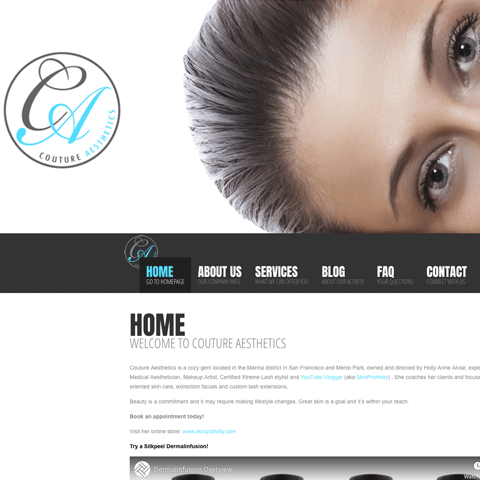 CA
COUTURE AESTHETICS
HOME
GO TO HOMEPAGE
ABOUT US
OUR COMPANY INFO
SERVICES
WHAT WE CAN OFFER YOU
BLOG
ABOUT OUR ACTIVITY
FAQ
YOUR QUESTIONS
CONTACT
CONNECT WITH US
HOME
WELCOME TO COUTURE AESTHETICS
Couture Aesthetics is a cozy gem located in the Marina district in San Francisco and Menlo Park, owned and directed by Holly Anne
Medical Aesthetician, Makeup Artist, Certified Xtreme Lash stylist and YouTube Vlogger (aka SkinProHolly) . She coaches her clients and
oriented skin care, extraction facials and custom lash extensions.
Beauty is a commitment and it may require making lifestyle changes. Great skin is a goal and it's within your reach.
Book an appointment today!
Visit her online store: www.skinproholly.com
Try a Silkpeel Dermalinfusion!
Dermalinfusion Overview